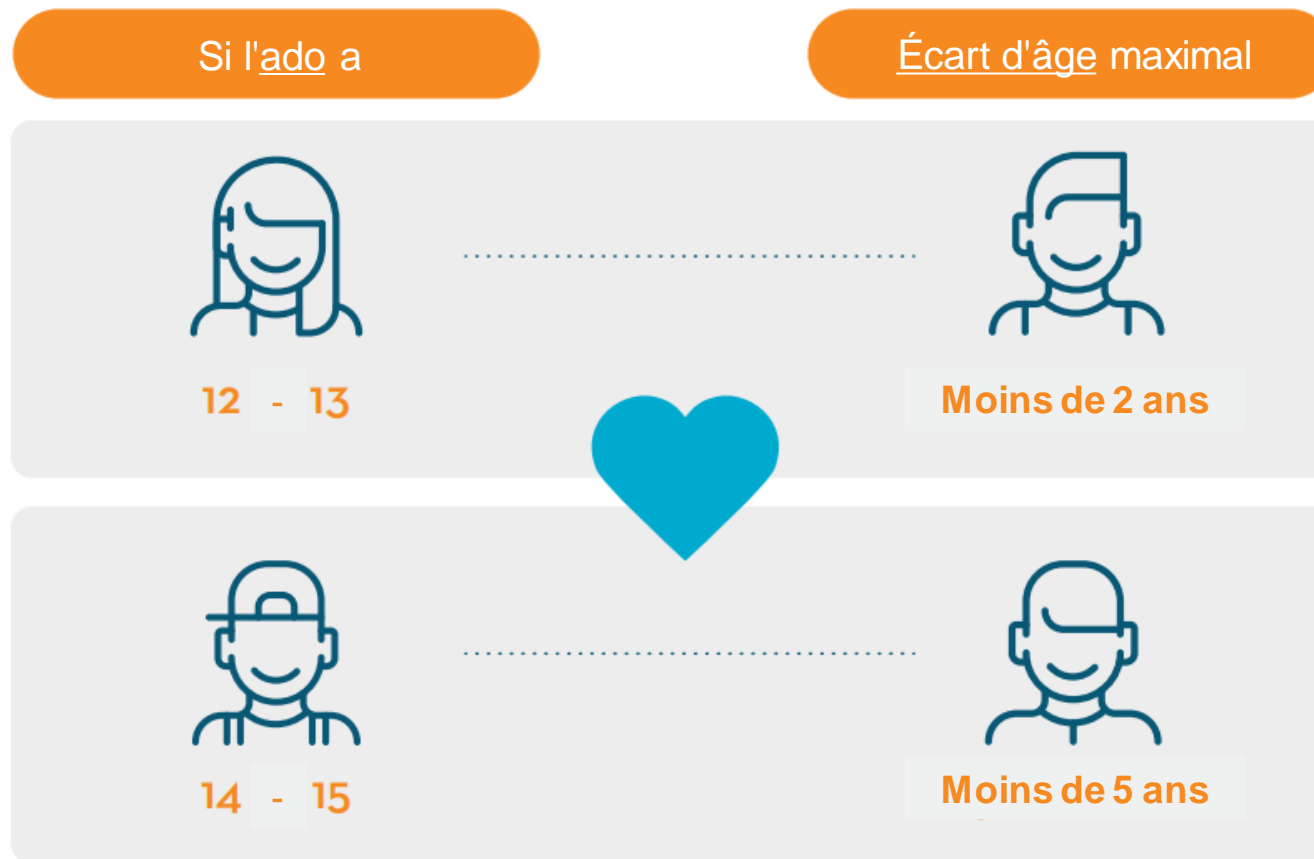 Si l'ado a
Écart d'âge maximal
12 - 13
Moins de 2 ans
14 - 15
Moins de 5 ans